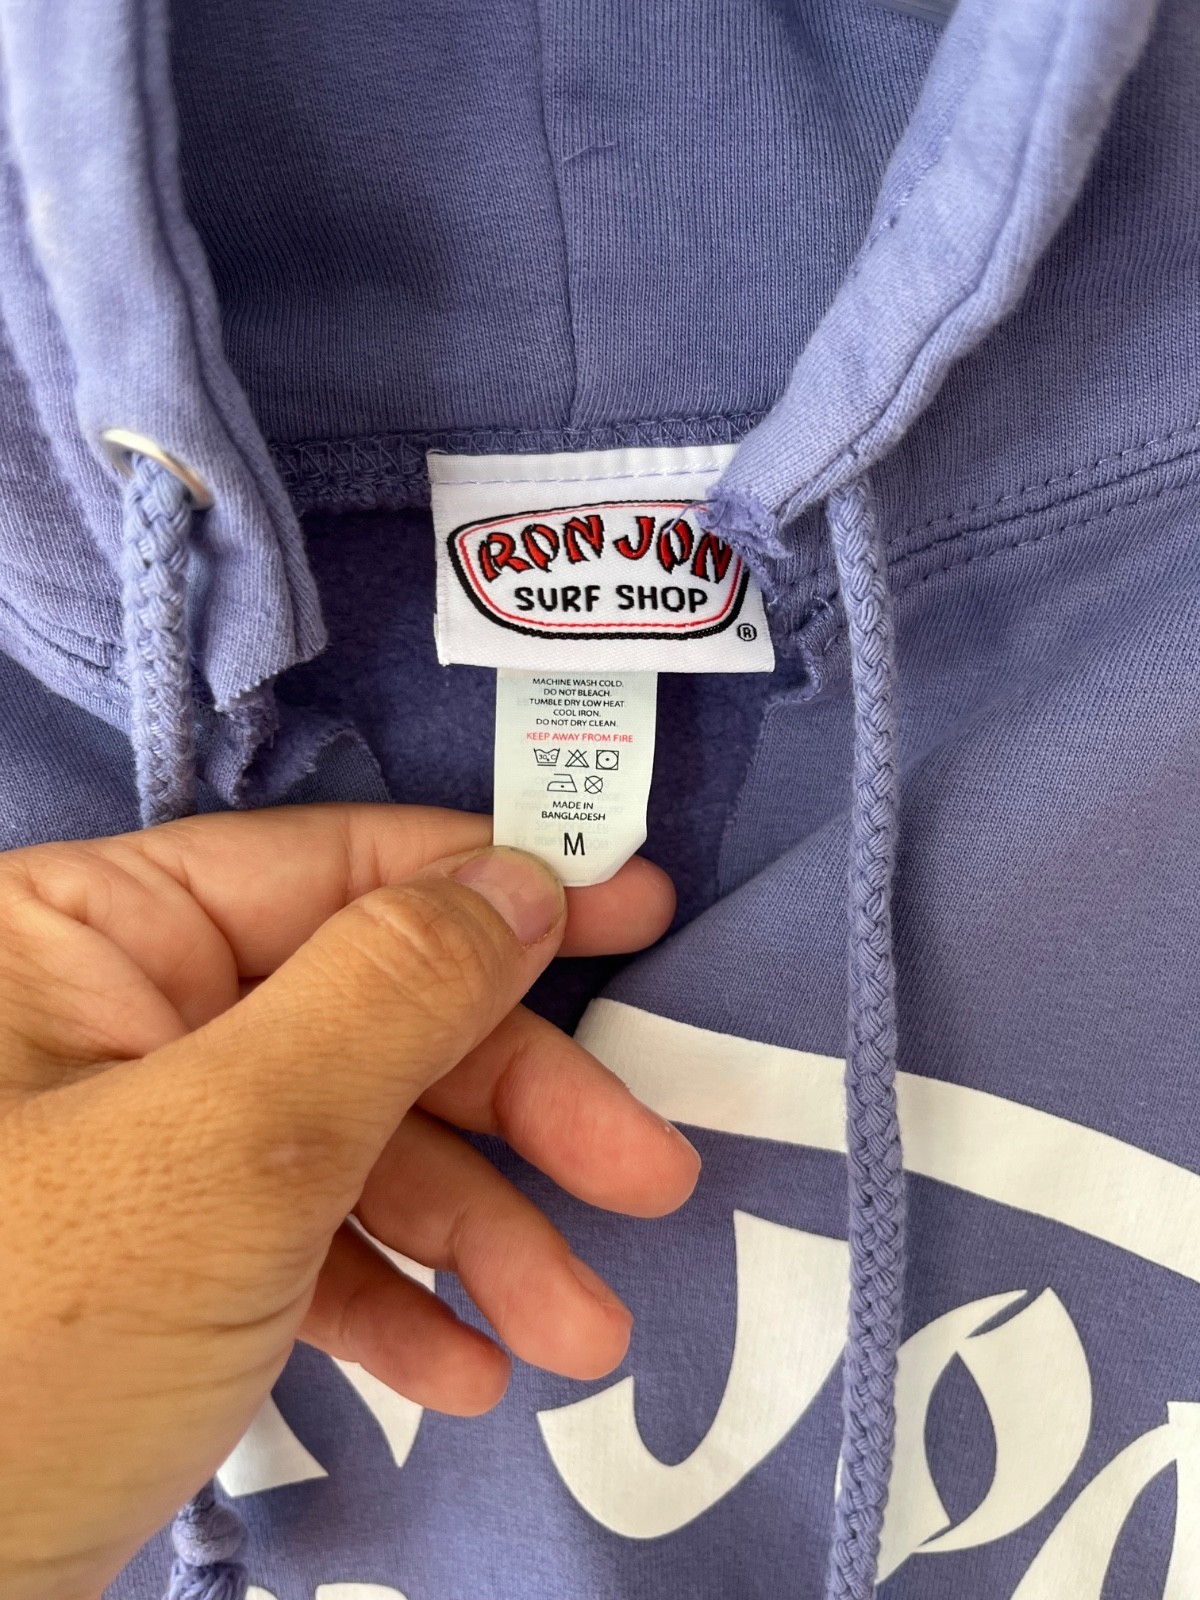 RON JON
SURF SHOP
®
MACHINE WASH COLD.
DO NOT BLEACH.
TUMBLE DRY LOW HEAT.
COOL IRON.
DO NOT DRY CLEAN.
KEEP AWAY FROM FIRE
30°C
MADE IN
BANGLADESH
M
Jon